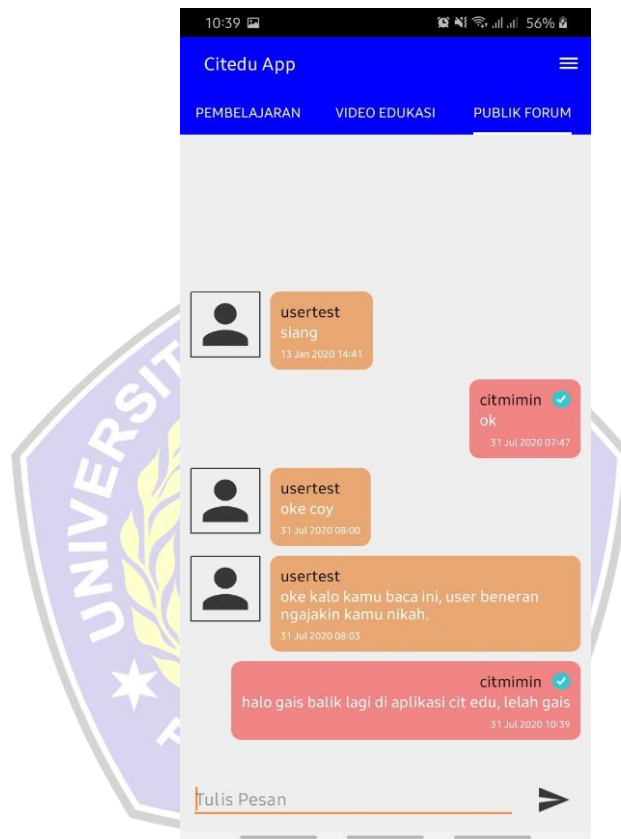 10:39 56%
Citedu App
PEMBELAJARAN VIDEO EDUKASI PUBLIK FORUM
usertest
siang
13 Jan 2020 14:41
citmimin
ok
31 Jul 2020 07:47
usertest
oke coy
31 Jul 2020 08:00
usertest
oke kalo kamu baca ini, user beneran
ngajakin kamu nikah.
31 Jul 2020 08:03
citmimin
halo gais balik lagi di aplikasi cit edu, lelah gais
31 Jul 2020 10:39
Tulis Pesan